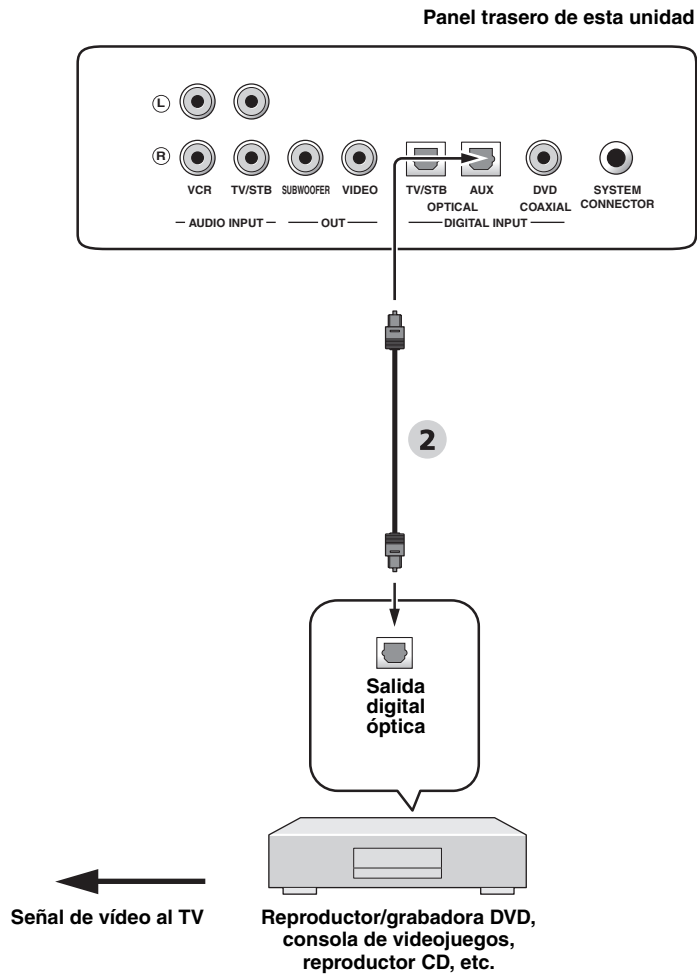 Panel trasero de esta unidad
L
R
VCR TV/STB SUBWOOFER VIDEO TV/STB AUX DVD SYSTEM
OPTICAL COAXIAL CONNECTOR
AUDIO INPUT OUT DIGITAL INPUT
2
Salida
digital
óptica
Señal de vídeo al TV
Reproductor/grabadora DVD,
consola de videojuegos,
reproductor CD, etc.